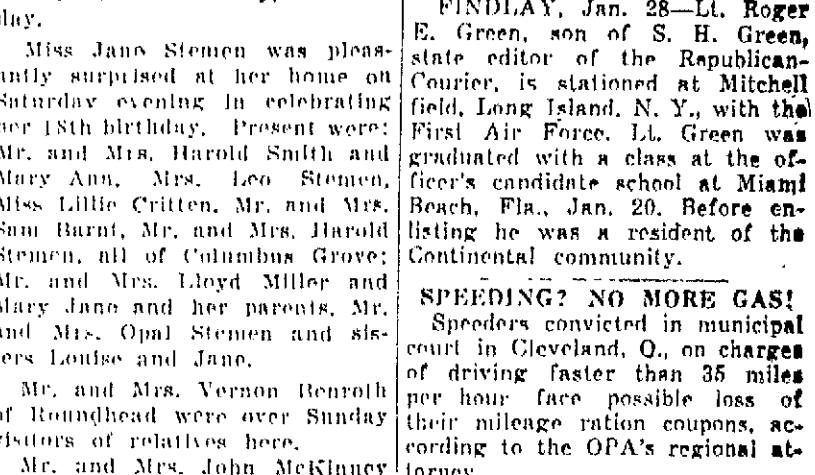 day.
Miss Jane Stemen was pleas-
antly surprised at her home on
Saturday evening in celebrating
her 18th birthday. Present were:
Mr. and Mrs. Harold Smith and
Mary Ann, Mrs. Leo Stemen,
Miss Lillie Critten, Mr. and Mrs.
Sam Barnt, Mr. and Mrs. Harold
Stemen, all of Columbus Grove;
Mr. and Mrs. Lloyd Miller and
Mary Jane and her parents, Mr.
and Mrs. Opal Stemen and sis-
ters Louise and Jane.
Mr. and Mrs. Vernon Benroth
of Roundhead were over Sunday
visitors of relatives here.
Mr. and Mrs. John McKinney
FINDLAY, Jan. 28—Lt. Roger
E. Green, son of S. H. Green,
state editor of the Republican-
Courier, is stationed at Mitchell
field, Long Island, N. Y., with the
First Air Force. Lt. Green was
graduated with a class at the of-
ficer's candidate school at Miami
Beach, Fla., Jan. 20. Before en-
listing he was a resident of the
Continental community.
SPEEDING? NO MORE GAS!
Speeders convicted in municipal
court in Cleveland, O., on charges
of driving faster than 35 miles
per hour face possible loss of
their mileage ration coupons, ac-
cording to the OPA's regional at-
torney.